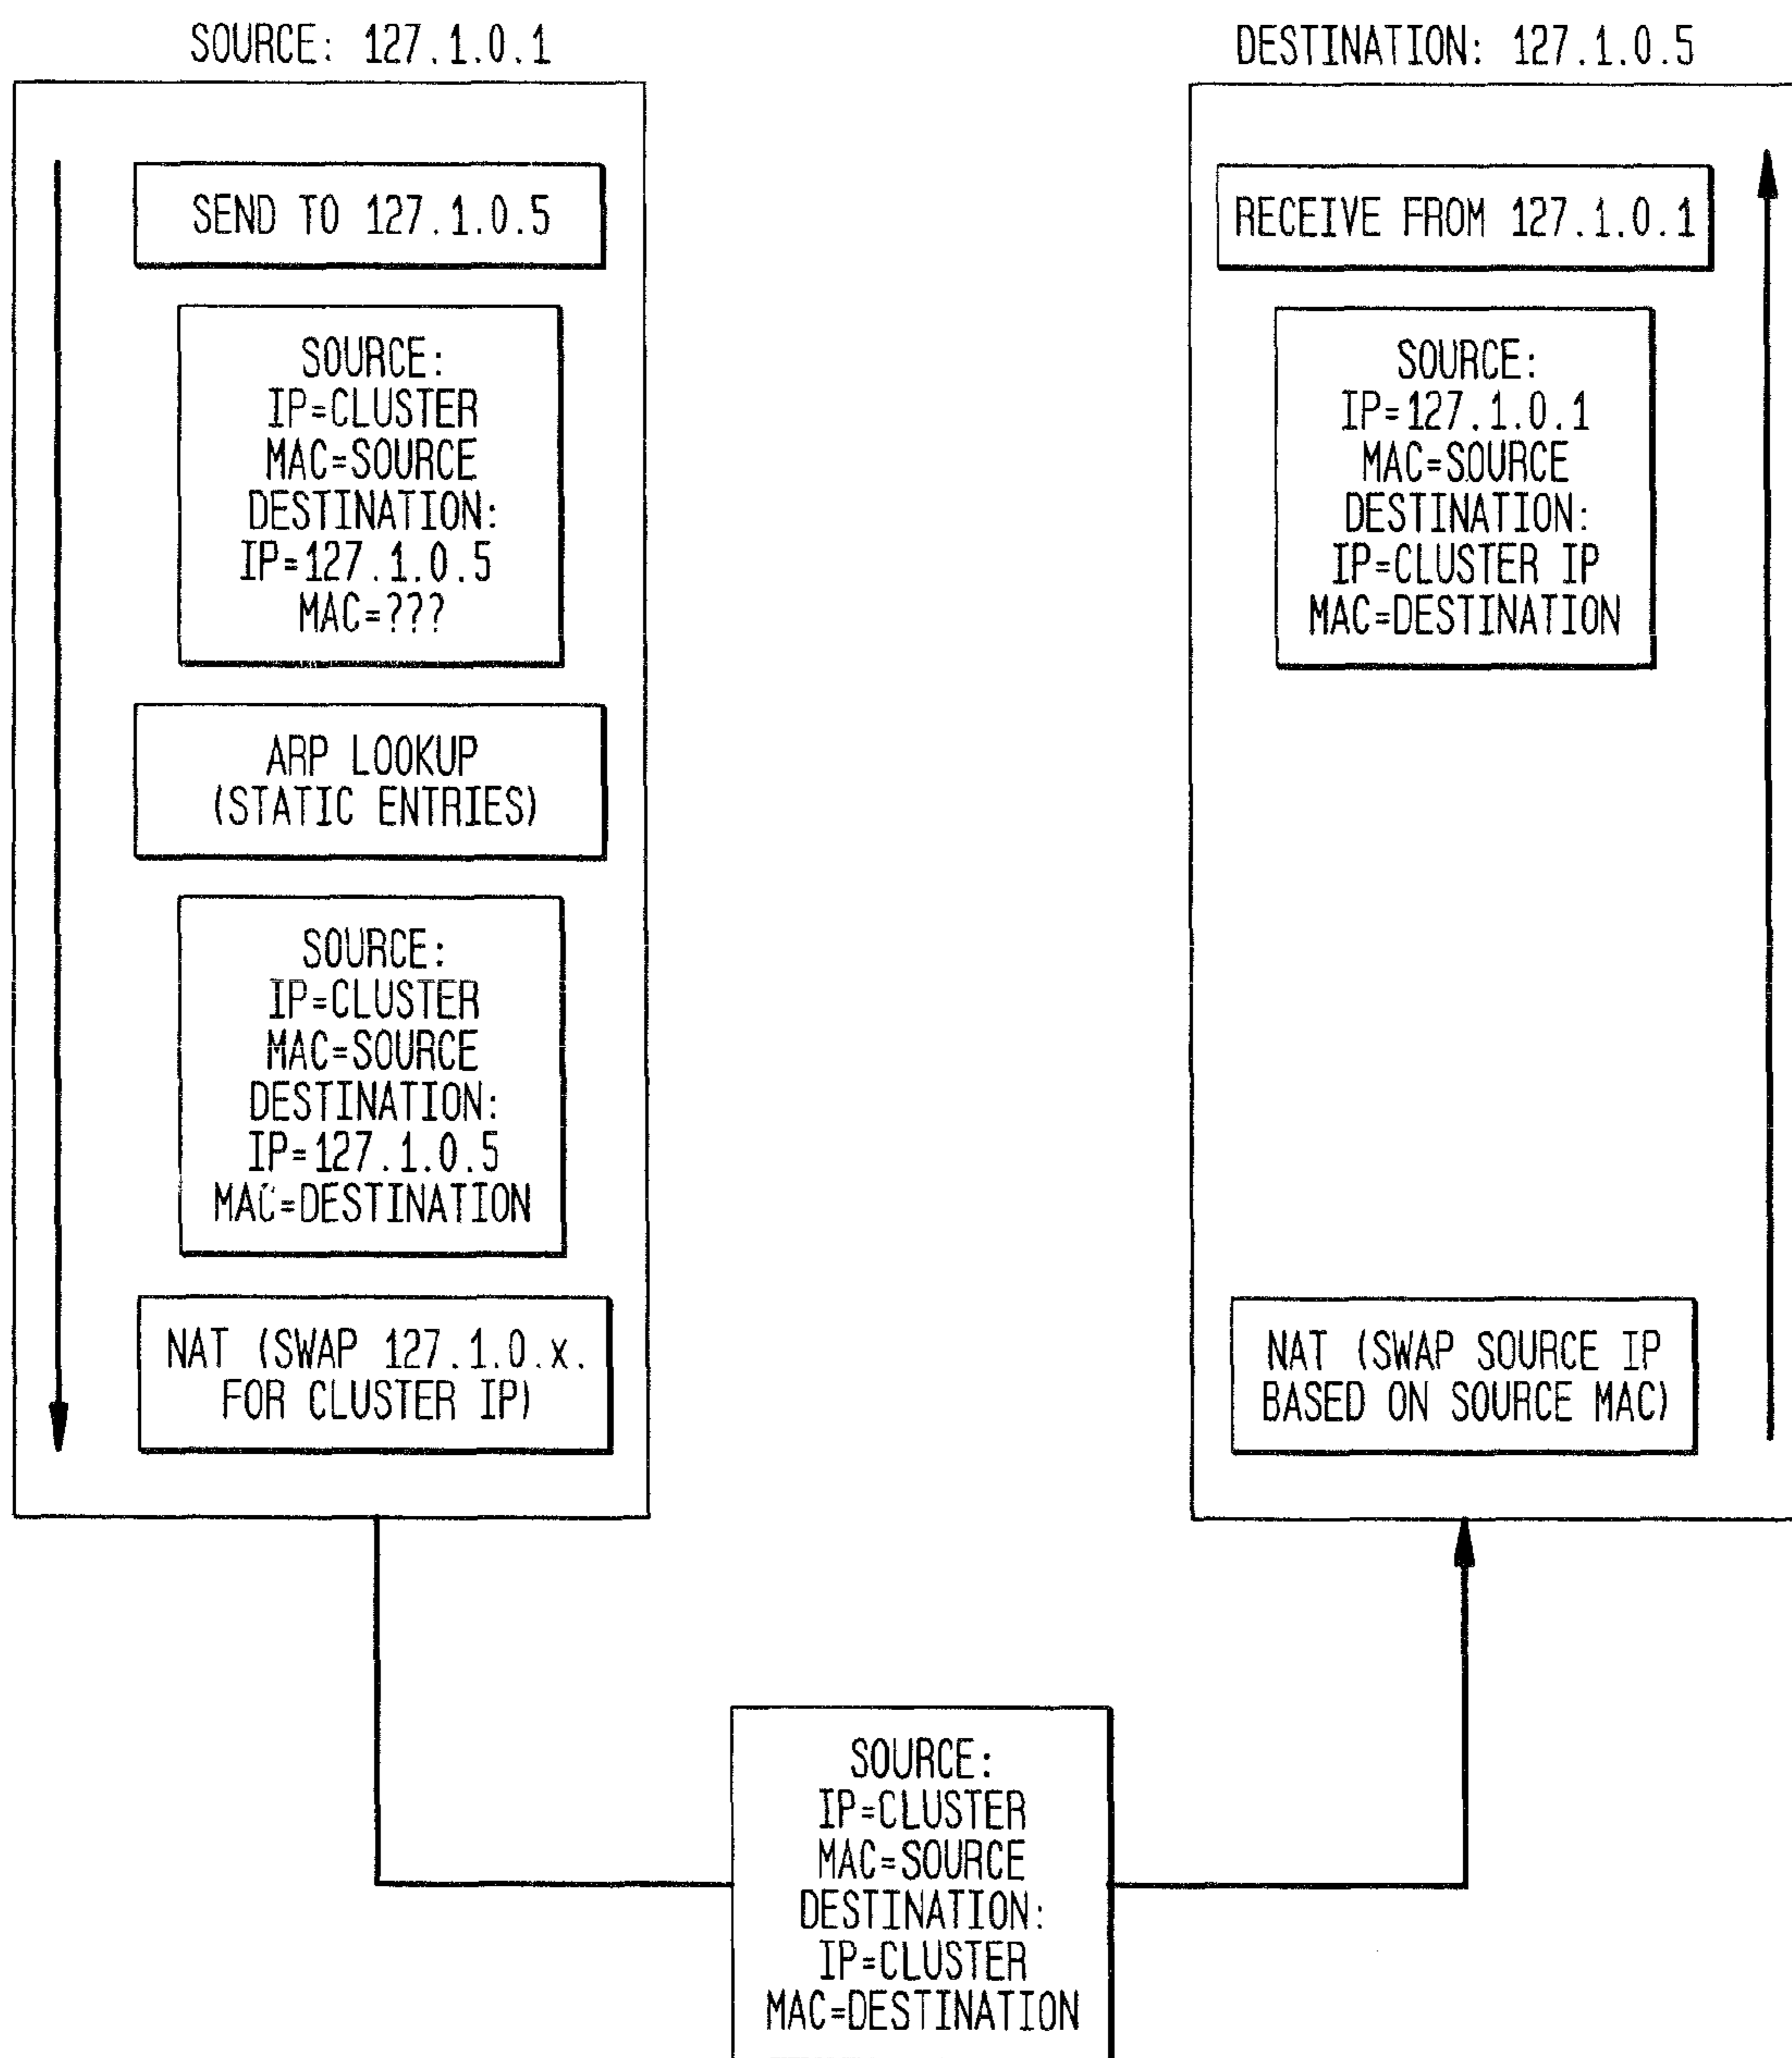 SOURCE: 127.1.0.1
SEND TO 127.1.0.5
SOURCE:
IP=CLUSTER
MAC=SOURCE
DESTINATION:
IP=127.1.0.5
MAC=???
ARP LOOKUP
(STATIC ENTRIES)
SOURCE:
IP=CLUSTER
MAC=SOURCE
DESTINATION:
IP=127.1.0.5
MAC=DESTINATION
NAT (SWAP 127.1.0.x.
FOR CLUSTER IP)
DESTINATION: 127.1.0.5
RECEIVE FROM 127.1.0.1
SOURCE:
IP=127.1.0.1
MAC=SOURCE
DESTINATION:
IP=CLUSTER IP
MAC=DESTINATION
NAT (SWAP SOURCE IP
BASED ON SOURCE MAC)
SOURCE:
IP=CLUSTER
MAC=SOURCE
DESTINATION:
IP=CLUSTER
MAC=DESTINATION